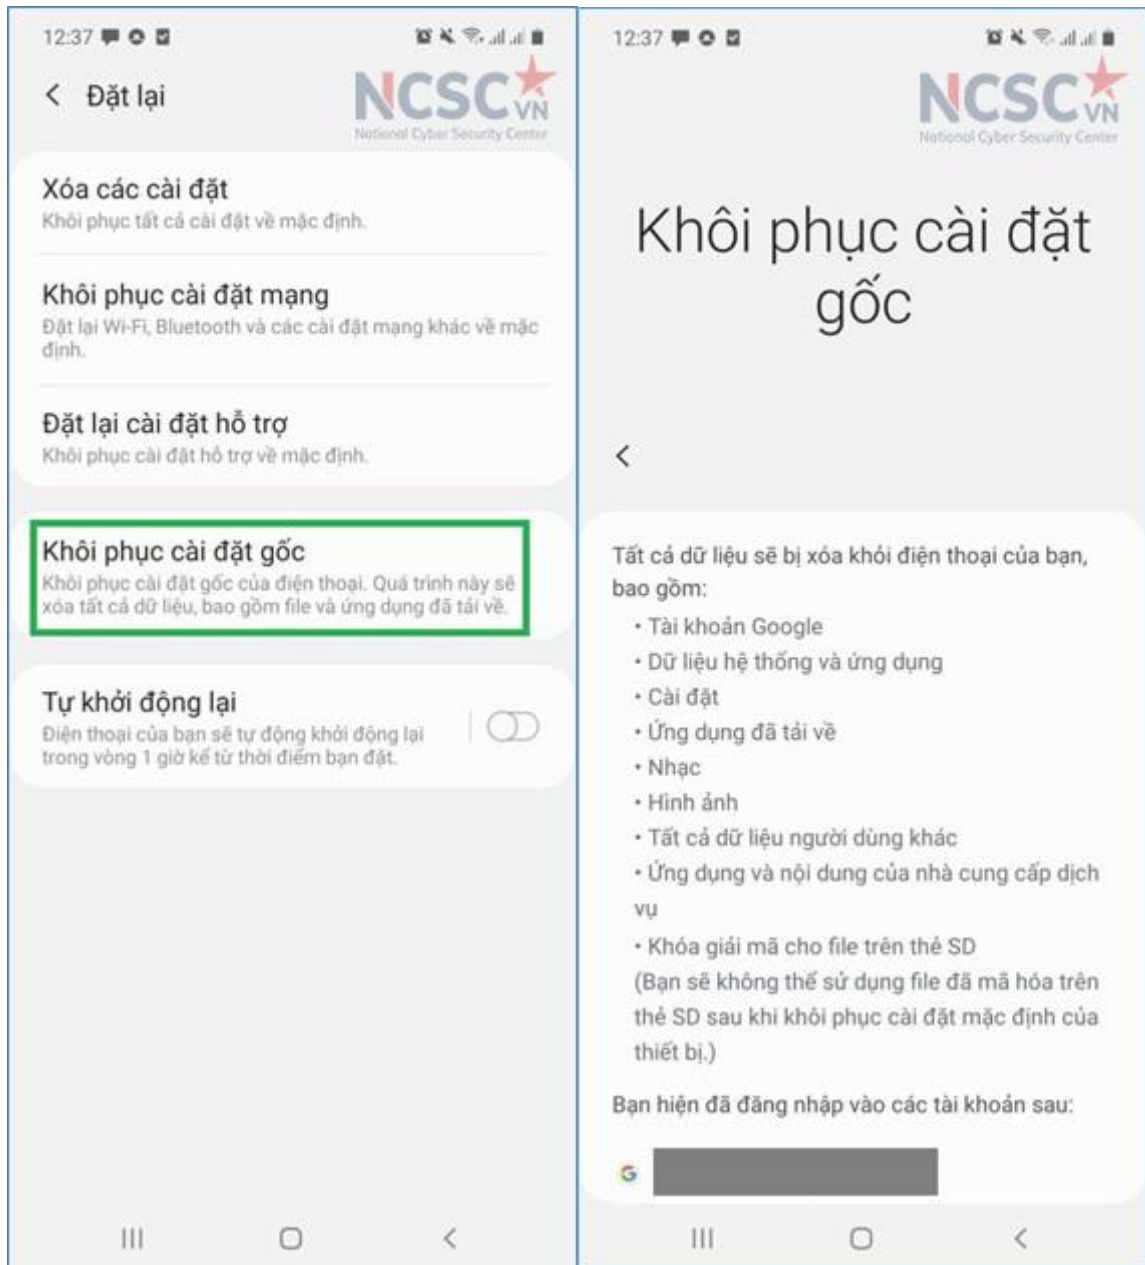 12:37
Đặt lại
NCSC VN
National Cyber Security Center
Xóa các cài đặt
Khôi phục tất cả cài đặt về mặc định.
Khôi phục cài đặt mạng
Đặt lại Wi-Fi, Bluetooth và các cài đặt mạng khác về mặc
định.
Đặt lại cài đặt hỗ trợ
Khôi phục cài đặt hỗ trợ về mặc định.
Khôi phục cài đặt gốc
Khôi phục cài đặt gốc của điện thoại. Quá trình này sẽ
xóa tất cả dữ liệu, bao gồm file và ứng dụng đã tải về.
Tự khởi động lại
Điện thoại của bạn sẽ tự động khởi động lại
trong vòng 1 giờ kể từ thời điểm bạn đặt.
12:37
NCSC VN
National Cyber Security Center
Khôi phục cài đặt
gốc
Tất cả dữ liệu sẽ bị xóa khỏi điện thoại của bạn,
bao gồm:
• Tài khoản Google
• Dữ liệu hệ thống và ứng dụng
• Cài đặt
• Ứng dụng đã tải về
• Nhạc
• Hình ảnh
• Tất cả dữ liệu người dùng khác
• Ứng dụng và nội dung của nhà cung cấp dịch
vụ
• Khóa giải mã cho file trên thẻ SD
(Bạn sẽ không thể sử dụng file đã mã hóa trên
thẻ SD sau khi khôi phục cài đặt mặc định của
thiết bị.)
Bạn hiện đã đăng nhập vào các tài khoản sau: